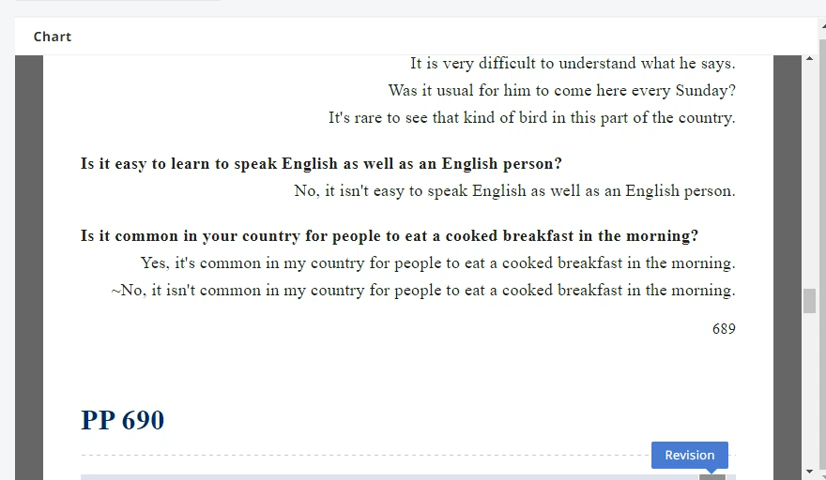 Chart
It is very difficult to understand what he says.
Was it usual for him to come here every Sunday?
It's rare to see that kind of bird in this part of the country.
Is it easy to learn to speak English as well as an English person?
No, it isn't easy to speak English as well as an English person.
Is it common in your country for people to eat a cooked breakfast in the morning?
Yes, it's common in my country for people to eat a cooked breakfast in the morning.
~No, it isn't common in my country for people to eat a cooked breakfast in the morning.
689
PP 690
Revision